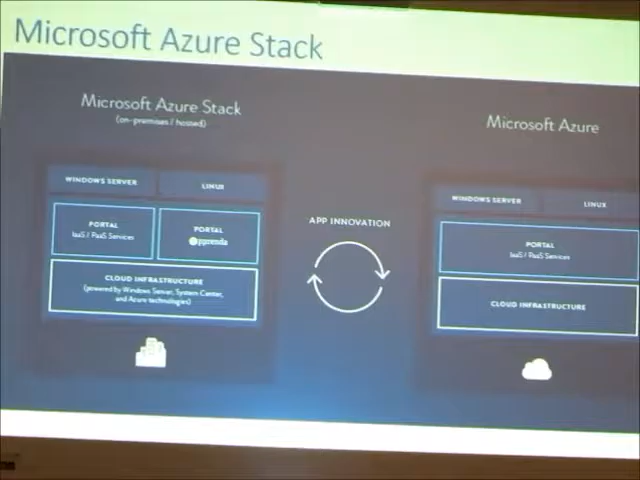 Microsoft Azure Stack
Microsoft Azure Stack
(on-premises / hosted)
WINDOWS SERVER
LINUX
PORTAL
IaaS / PaaS Services
PORTAL
apprenda
CLOUD INFRASTRUCTURE
(powered by Windows Server, System Center,
and Azure technologies)
APP INNOVATION
Microsoft Azure
WINDOWS SERVER
LINUX
PORTAL
IaaS / PaaS Services
CLOUD INFRASTRUCTURE